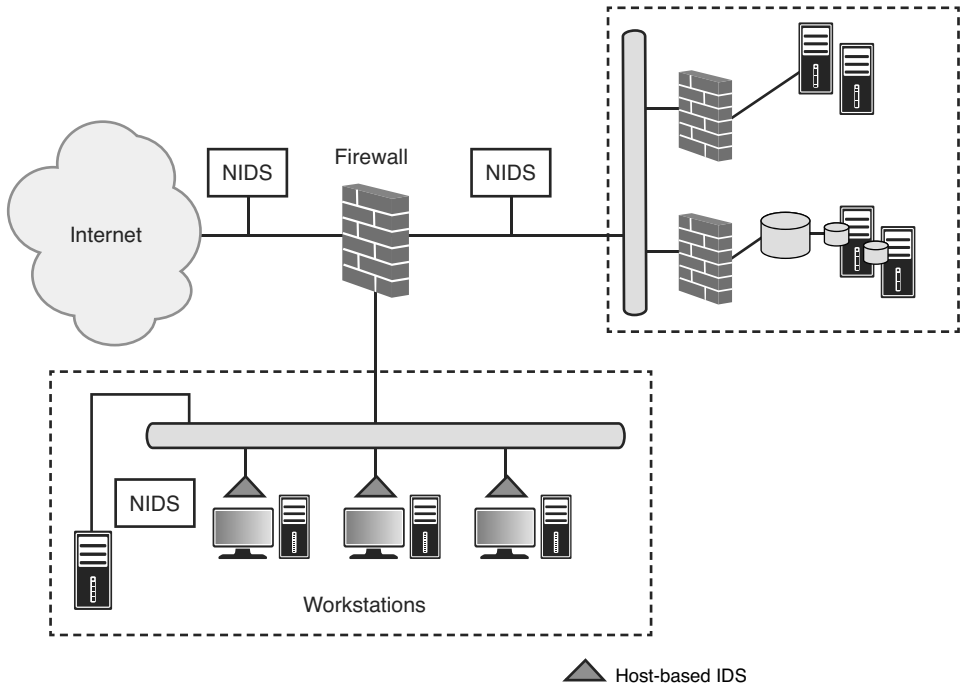 NIDS
Firewall
NIDS
Internet
NIDS
Workstations
Host-based IDS